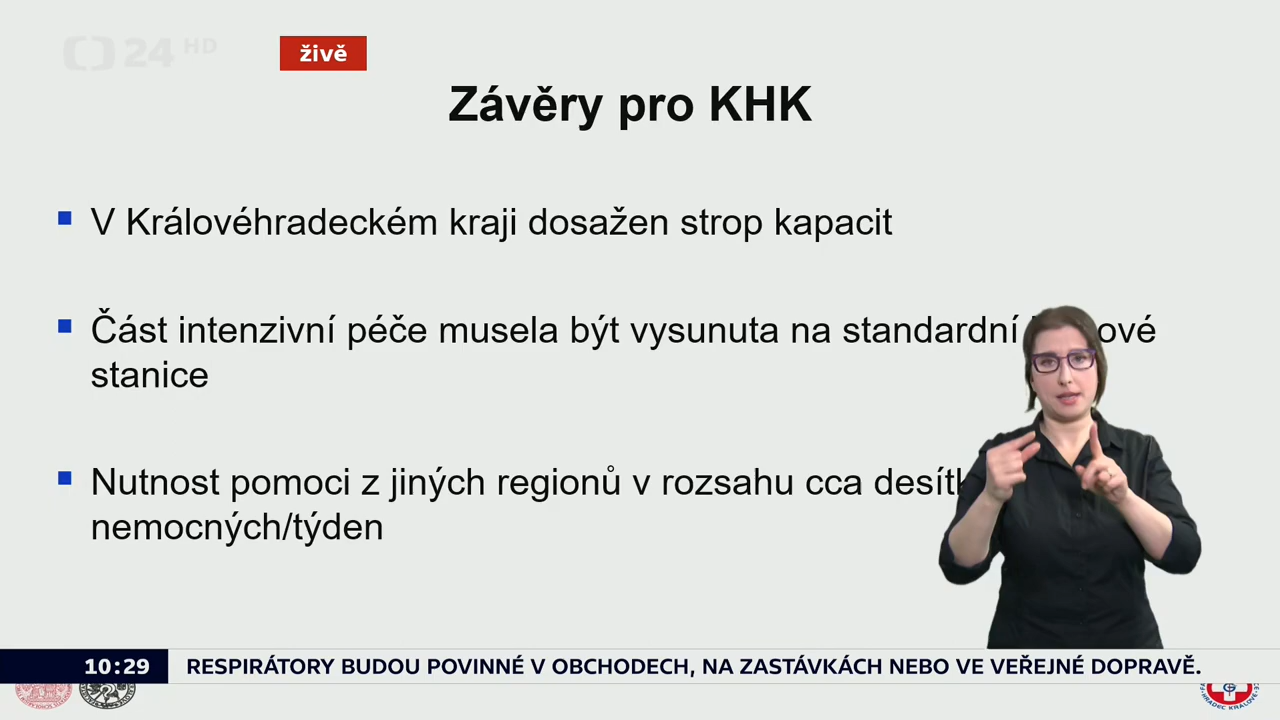 24 HD
živě
Závěry pro KHK
V Královéhradeckém kraji dosažen strop kapacit
Část intenzivní péče musela být vysunuta na standardní
stanice
Nutnost pomoci z jiných regionů v rozsahu cca
nemocných/týden
10:29 RESPIRÁTORY BUDOU POVINNÉ V OBCHODECH, NA ZASTÁVKÁCH NEBO VE VEŘEJNÉ DOPRAVĚ.
HRADEC KRÁLOVÉ